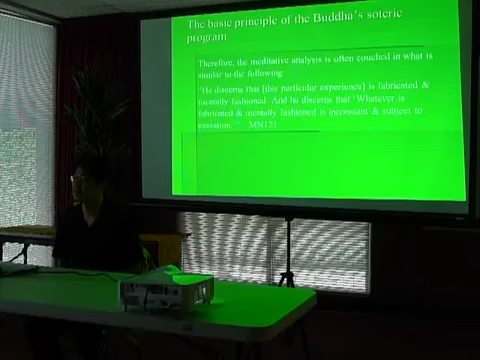 The basic principle of the Buddha's soteric
program
Therefore, the meditative analysis is often couched in what is
similar to the following
"He discerns that [this particular experience] is fabricated &
mentally fashioned. And he discerns that 'Whatever is
fabricated & mentally fashioned is inconstant & subject to
cessation.'" MN121